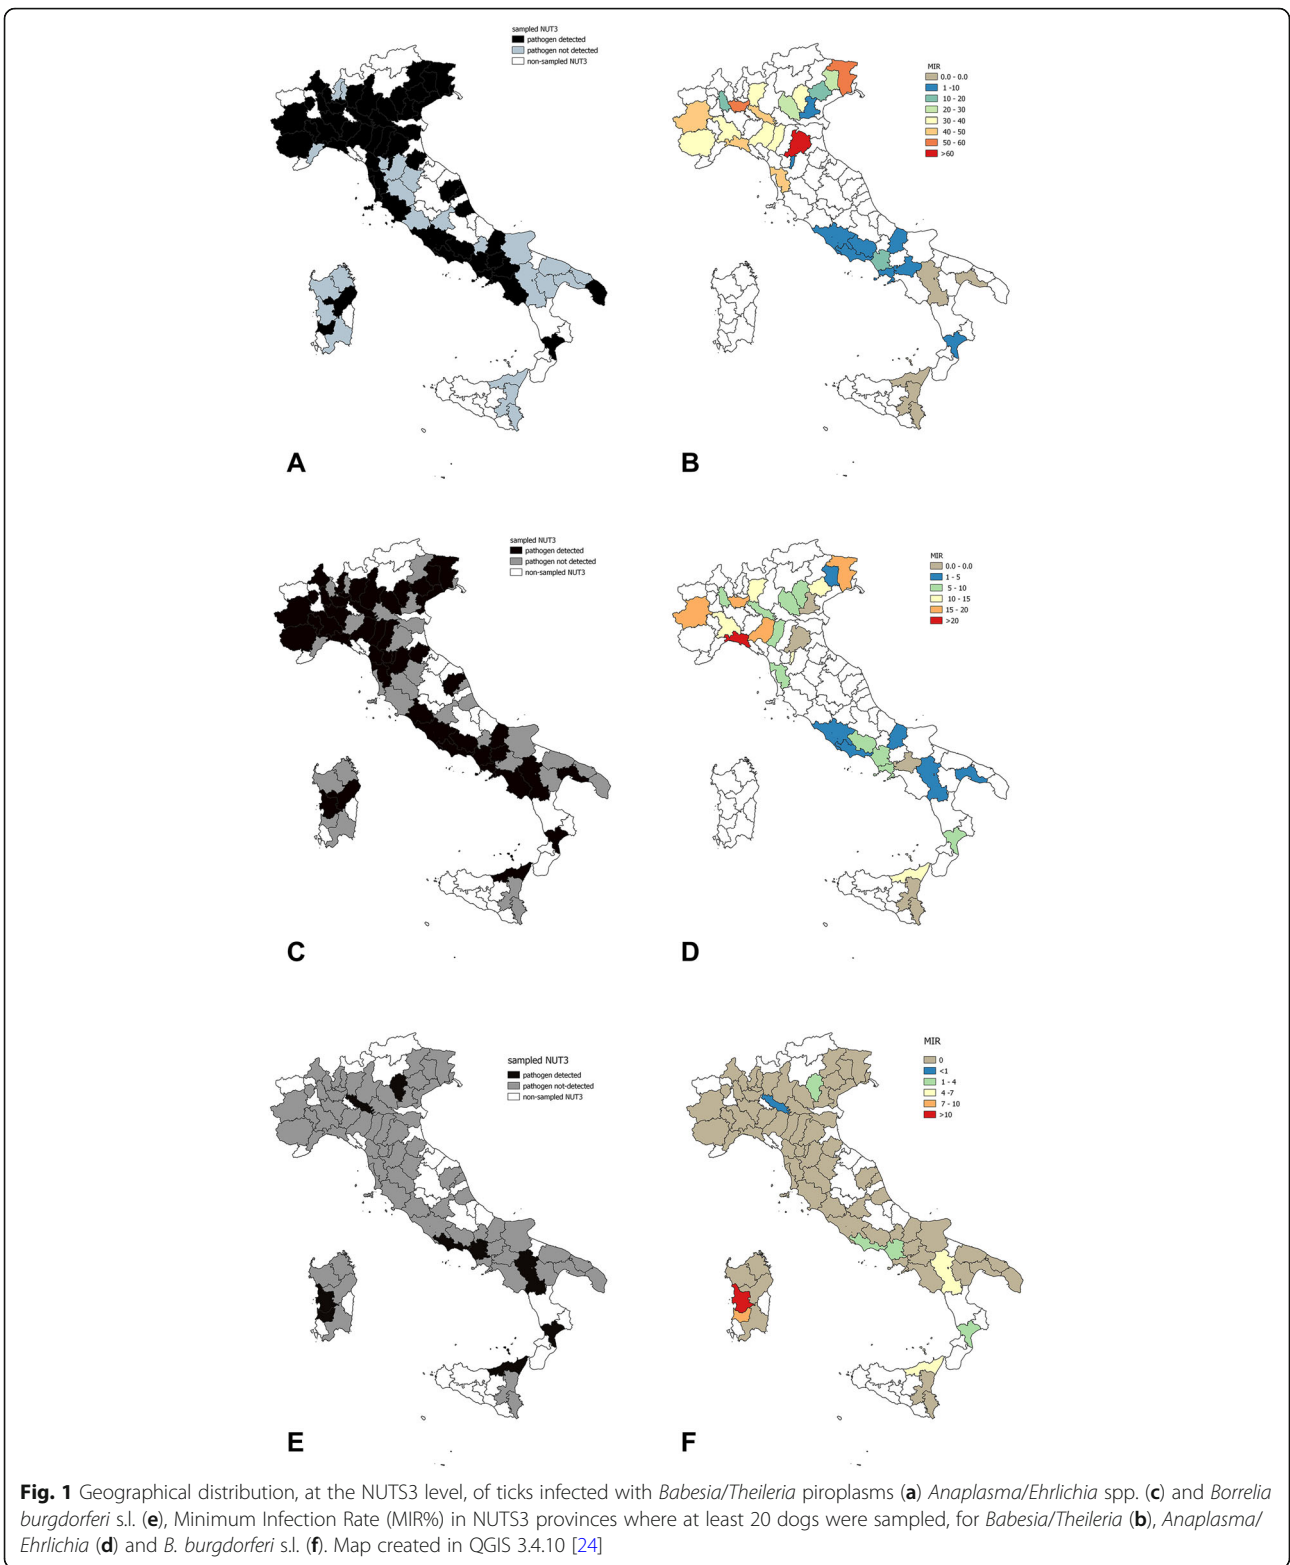 sampled NUT3
pathogen detected
pathogen not detected
non-sampled NUT3
A
MIR
0.0 - 0.0
1 -10
10 - 20
20 - 30
30 - 40
40 - 50
50 - 60
>60
B
sampled NUT3
pathogen detected
pathogen not detected
non-sampled NUT3
C
MIR
0.0 - 0.0
1 - 5
5 - 10
10 - 15
15 - 20
>20
D
sampled NUT3
pathogen detected
pathogen not-detected
non-sampled NUT3
E
MIR
0
<1
1 - 4
4 -7
7 - 10
>10
F
Fig. 1 Geographical distribution, at the NUTS3 level, of ticks infected with Babesia/Theileria piroplasms (a) Anaplasma/Ehrlichia spp. (c) and Borrelia
burgdorferi s.l. (e), Minimum Infection Rate (MIR%) in NUTS3 provinces where at least 20 dogs were sampled, for Babesia/Theileria (b), Anaplasma/
Ehrlichia (d) and B. burgdorferi s.l. (f). Map created in QGIS 3.4.10 [24]